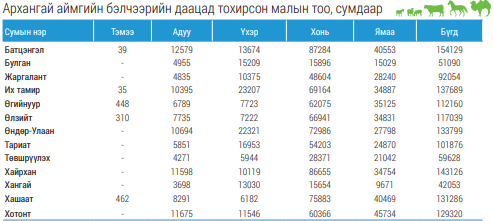 Архангай аймгийн бэлчээрийн даацад тохирсон малын тоо, сумдаар
Сумын нэр Тэмээ Адуу Үхэр Хонь Ямаа Бүгд
Батцэнгэл 39 12579 13674 87284 40553 154129
Булган - 4955 15209 15896 15029 51090
Жаргалант - 4835 10375 48604 28240 92054
Их тамир 35 10395 23207 69164 34887 137689
Өгийнуур 448 6789 7723 62075 35125 112160
Өлзийт 310 7735 7222 66941 34831 117039
Өндөр-Улаан - 10694 22321 72986 27798 133799
Тариат - 5851 16953 54203 24870 101876
Төвшрүүлэх - 4271 5944 28371 21042 59628
Хайрхан - 11598 10119 86655 34754 143126
Хангай - 3698 13030 15654 9671 42053
Хашаат 462 8291 6182 75883 40469 131286
Хотонт - 11675 11546 60366 45734 129320